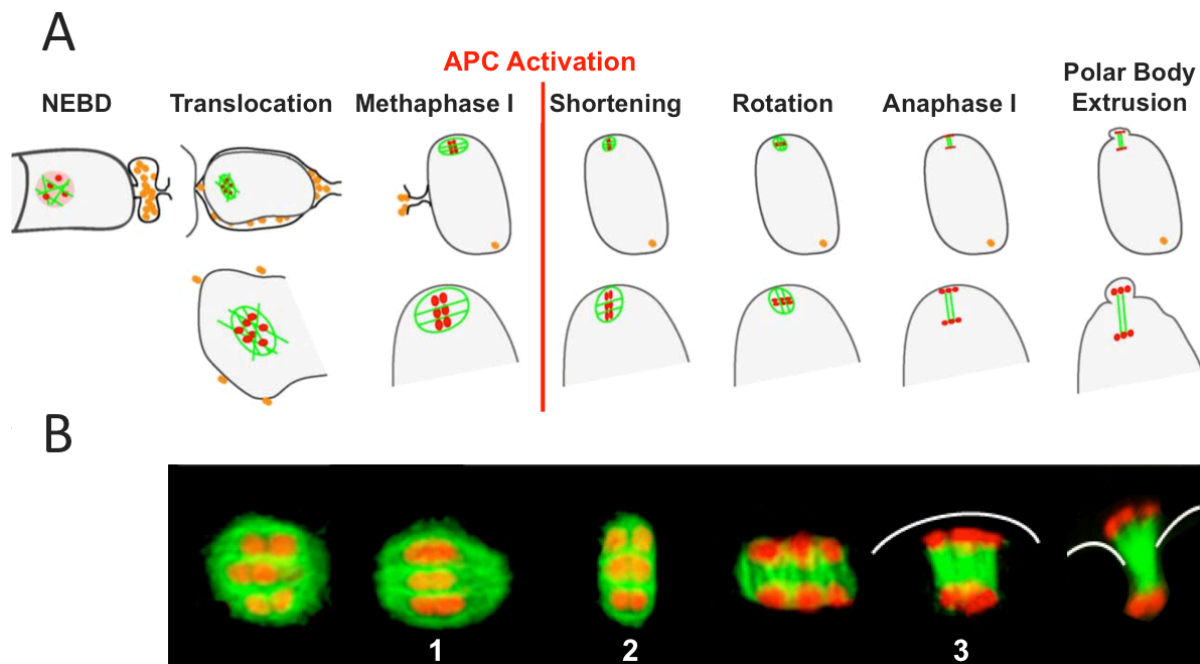 A
APC Activation
NEBD
Translocation
Methaphase I
Shortening
Rotation
Anaphase I
Polar Body
Extrusion
B
1
2
3